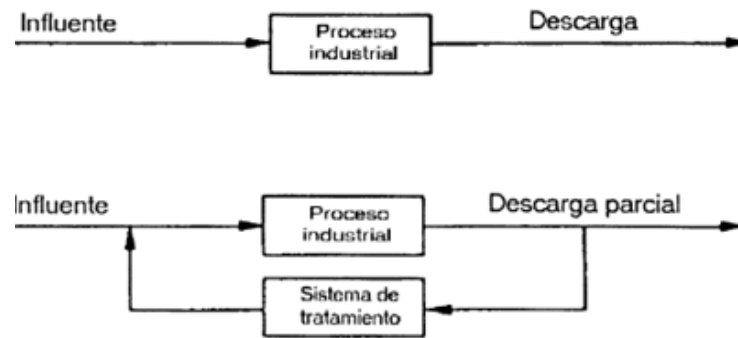 Influente
Proceso
industrial
Descarga
Influente
Proceso
industrial
Descarga parcial
Sistema de
tratamiento